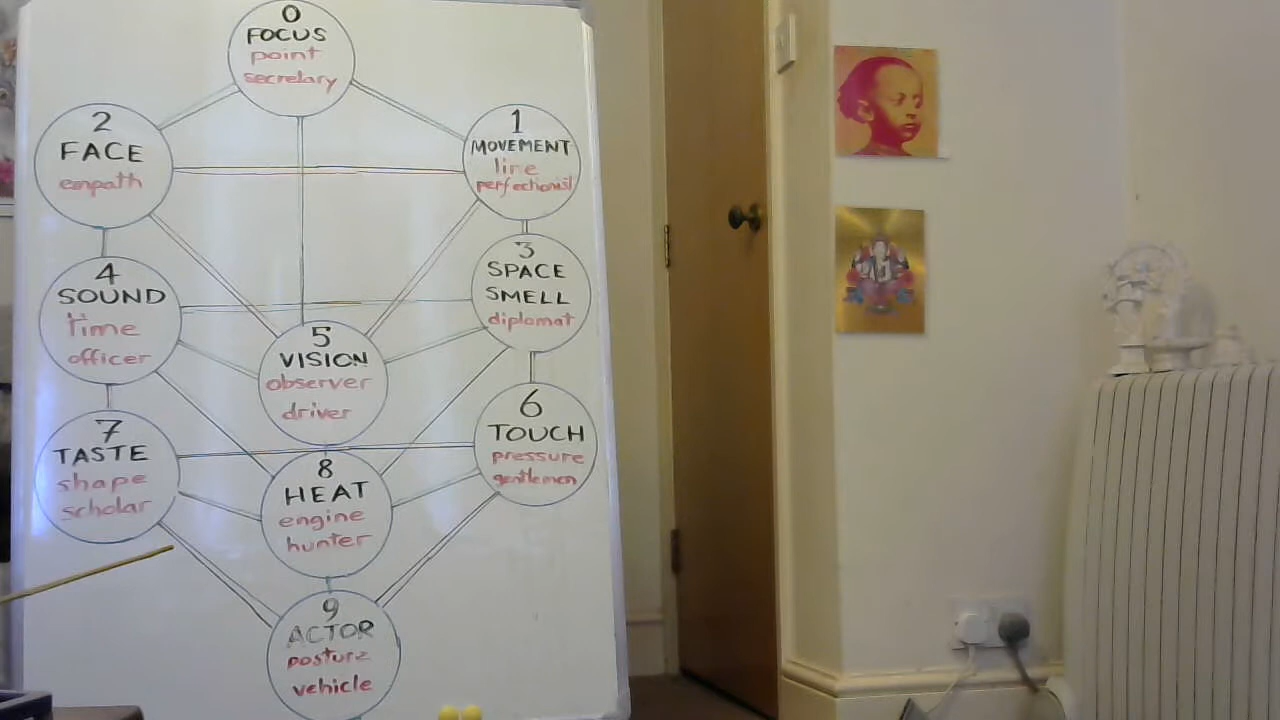 0
FOCUS
point
secretary
2
FACE
empath
1
MOVEMENT
line
perfectionist
4
SOUND
time
officer
3
SPACE
SMELL
diplomat
5
VISION
observer
driver
7
TASTE
shape
scholar
6
TOUCH
pressure
gentleman
8
HEAT
engine
hunter
9
ACTOR
posture
vehicle